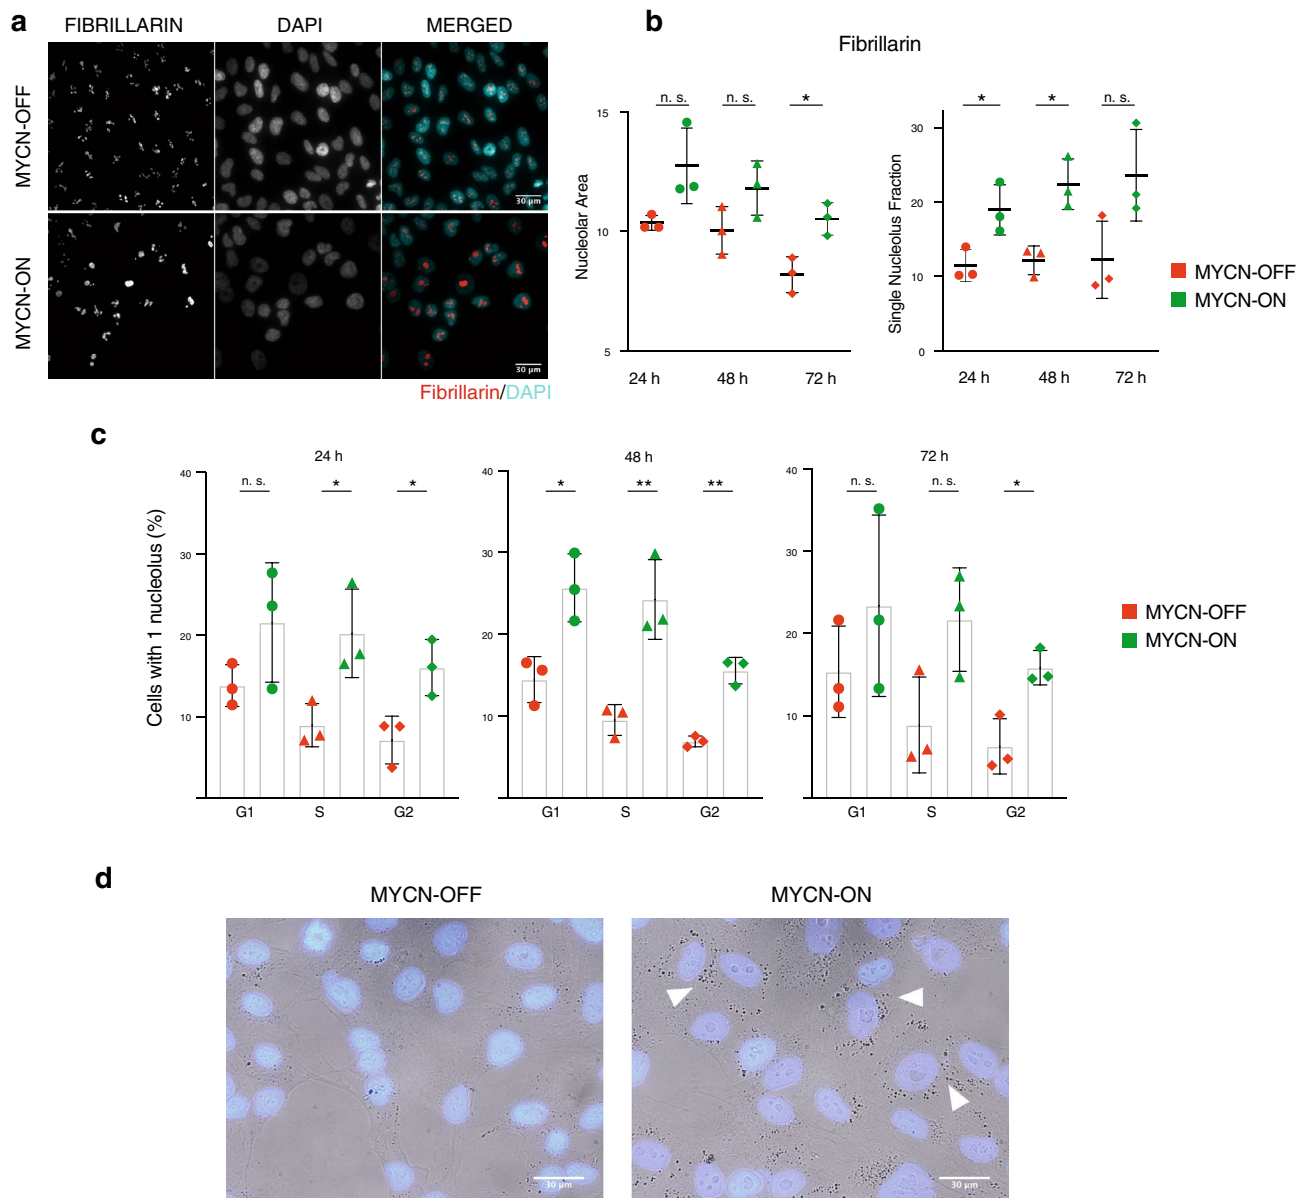 a
FIBRILLARIN DAPI MERGED
MYCN-OFF
30 µm
MYCN-ON
30 µm
Fibrillarin/DAPI
b
Fibrillarin
n. s. n. s. *
15
10
5
Nucleolar Area
24 h 48 h 72 h
* * n. s.
30
20
10
0
Single Nucleolus Fraction
24 h 48 h 72 h
MYCN-OFF
MYCN-ON
c
Cells with 1 nucleolus (%)
24 h
40
30
20
10
n. s. * *
G1 S G2
48 h
40
30
20
10
* ** **
G1 S G2
72 h
40
30
20
10
n. s. n. s. *
G1 S G2
MYCN-OFF
MYCN-ON
d
MYCN-OFF MYCN-ON
30 µm
30 µm